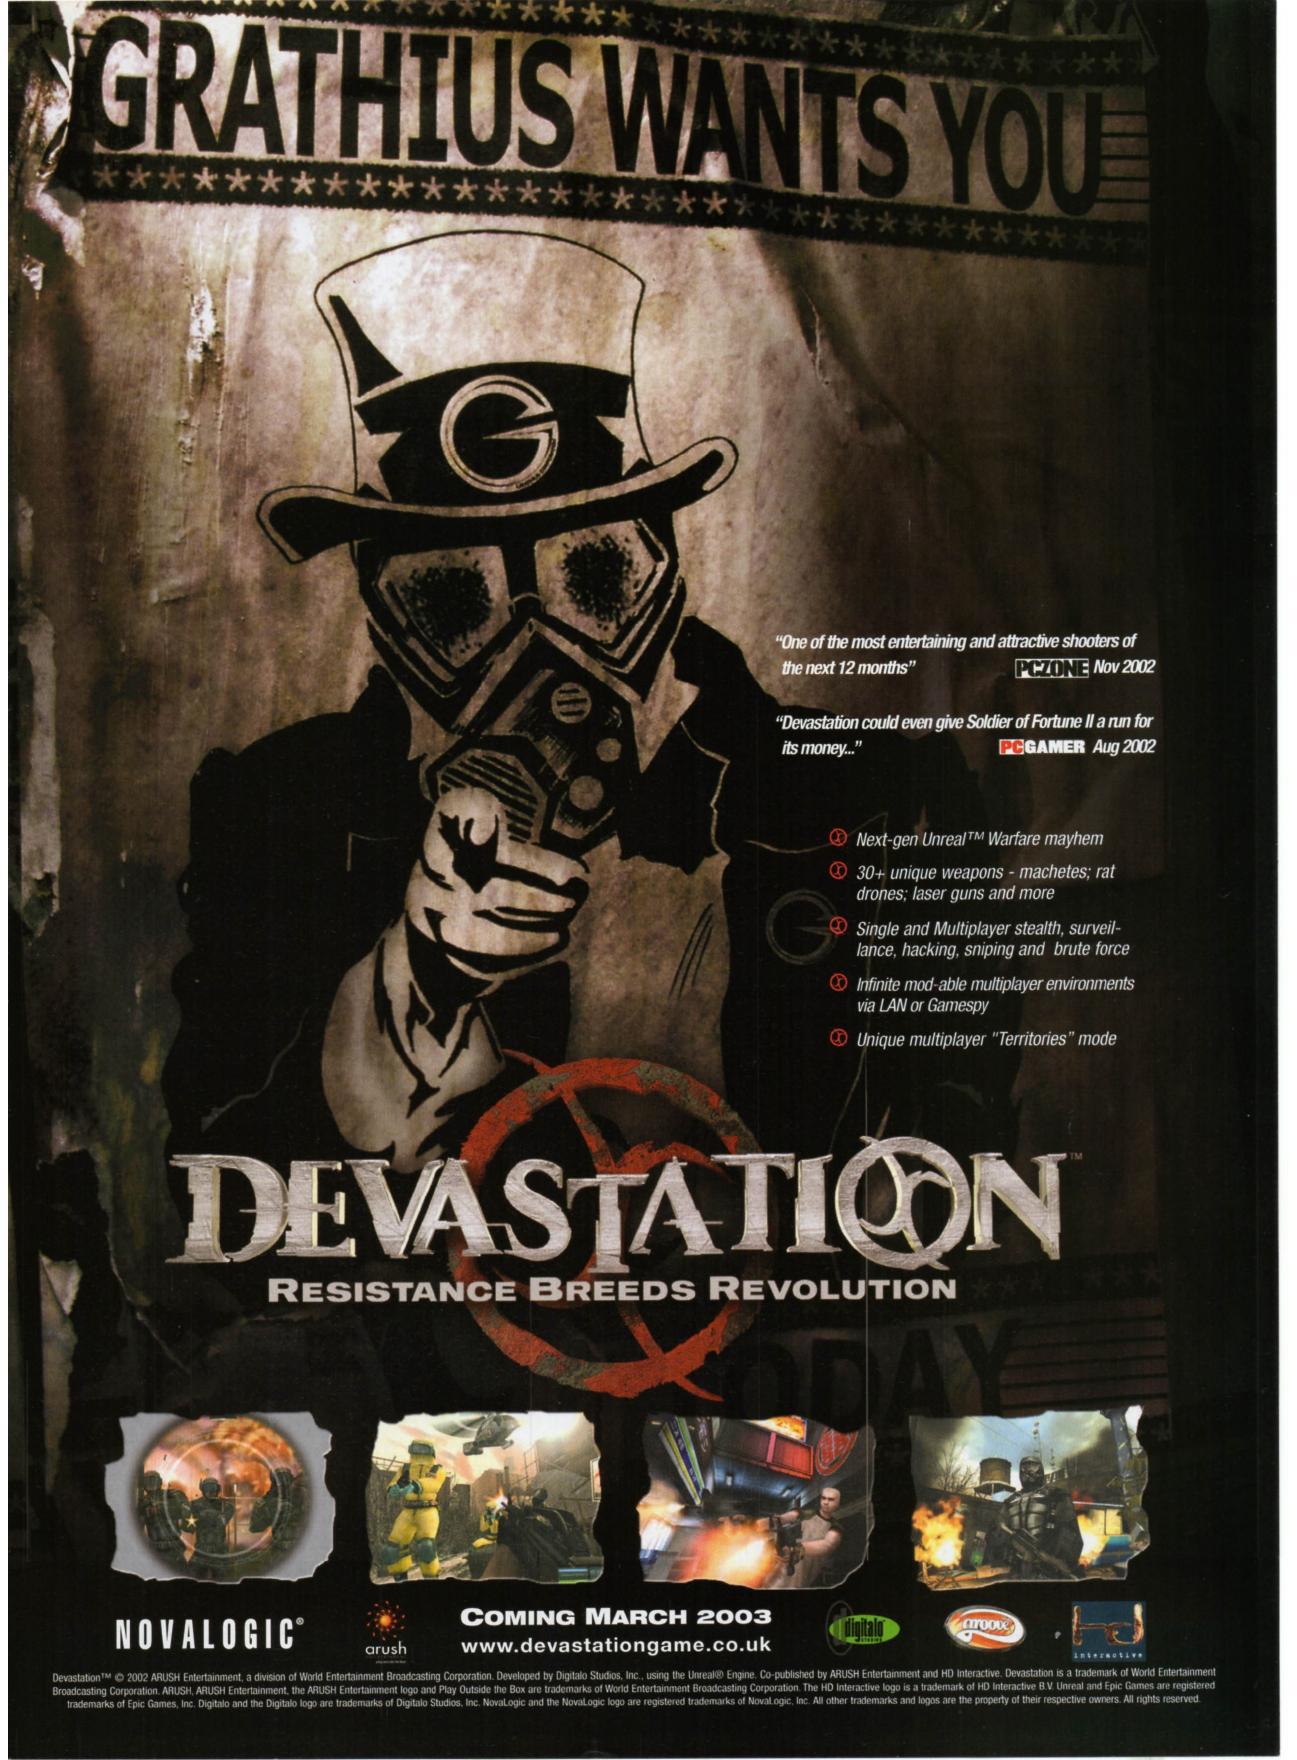 GRATHIUS WANTS YOU
G
"One of the most entertaining and attractive shooters of
the next 12 months" PCZONE Nov 2002
"Devastation could even give Soldier of Fortune II a run for
its money..." PCGAMER Aug 2002
Next-gen Unreal™ Warfare mayhem
30+ unique weapons - machetes; rat
drones; laser guns and more
G
Single and Multiplayer stealth, surveil-
lance, hacking, sniping and brute force
Infinite mod-able multiplayer environments
via LAN or Gamespy
Unique multiplayer "Territories" mode
DEVASTATION™
RESISTANCE BREEDS REVOLUTION
TODAY
NOVALOGIC®
arush
COMING MARCH 2003
www.devastationgame.co.uk
digitalo
STUDIOS
groove
hd
interactive
Devastation™ © 2002 ARUSH Entertainment, a division of World Entertainment Broadcasting Corporation. Developed by Digitalo Studios, Inc., using the Unreal® Engine. Co-published by ARUSH Entertainment and HD Interactive. Devastation is a trademark of World Entertainment
Broadcasting Corporation. ARUSH, ARUSH Entertainment, the ARUSH Entertainment logo and Play Outside the Box are trademarks of World Entertainment Broadcasting Corporation. The HD Interactive logo is a trademark of HD Interactive B.V. Unreal and Epic Games are registered
trademarks of Epic Games, Inc. Digitalo and the Digitalo logo are trademarks of Digitalo Studios, Inc. NovaLogic and the NovaLogic logo are registered trademarks of NovaLogic, Inc. All other trademarks and logos are the property of their respective owners. All rights reserved.